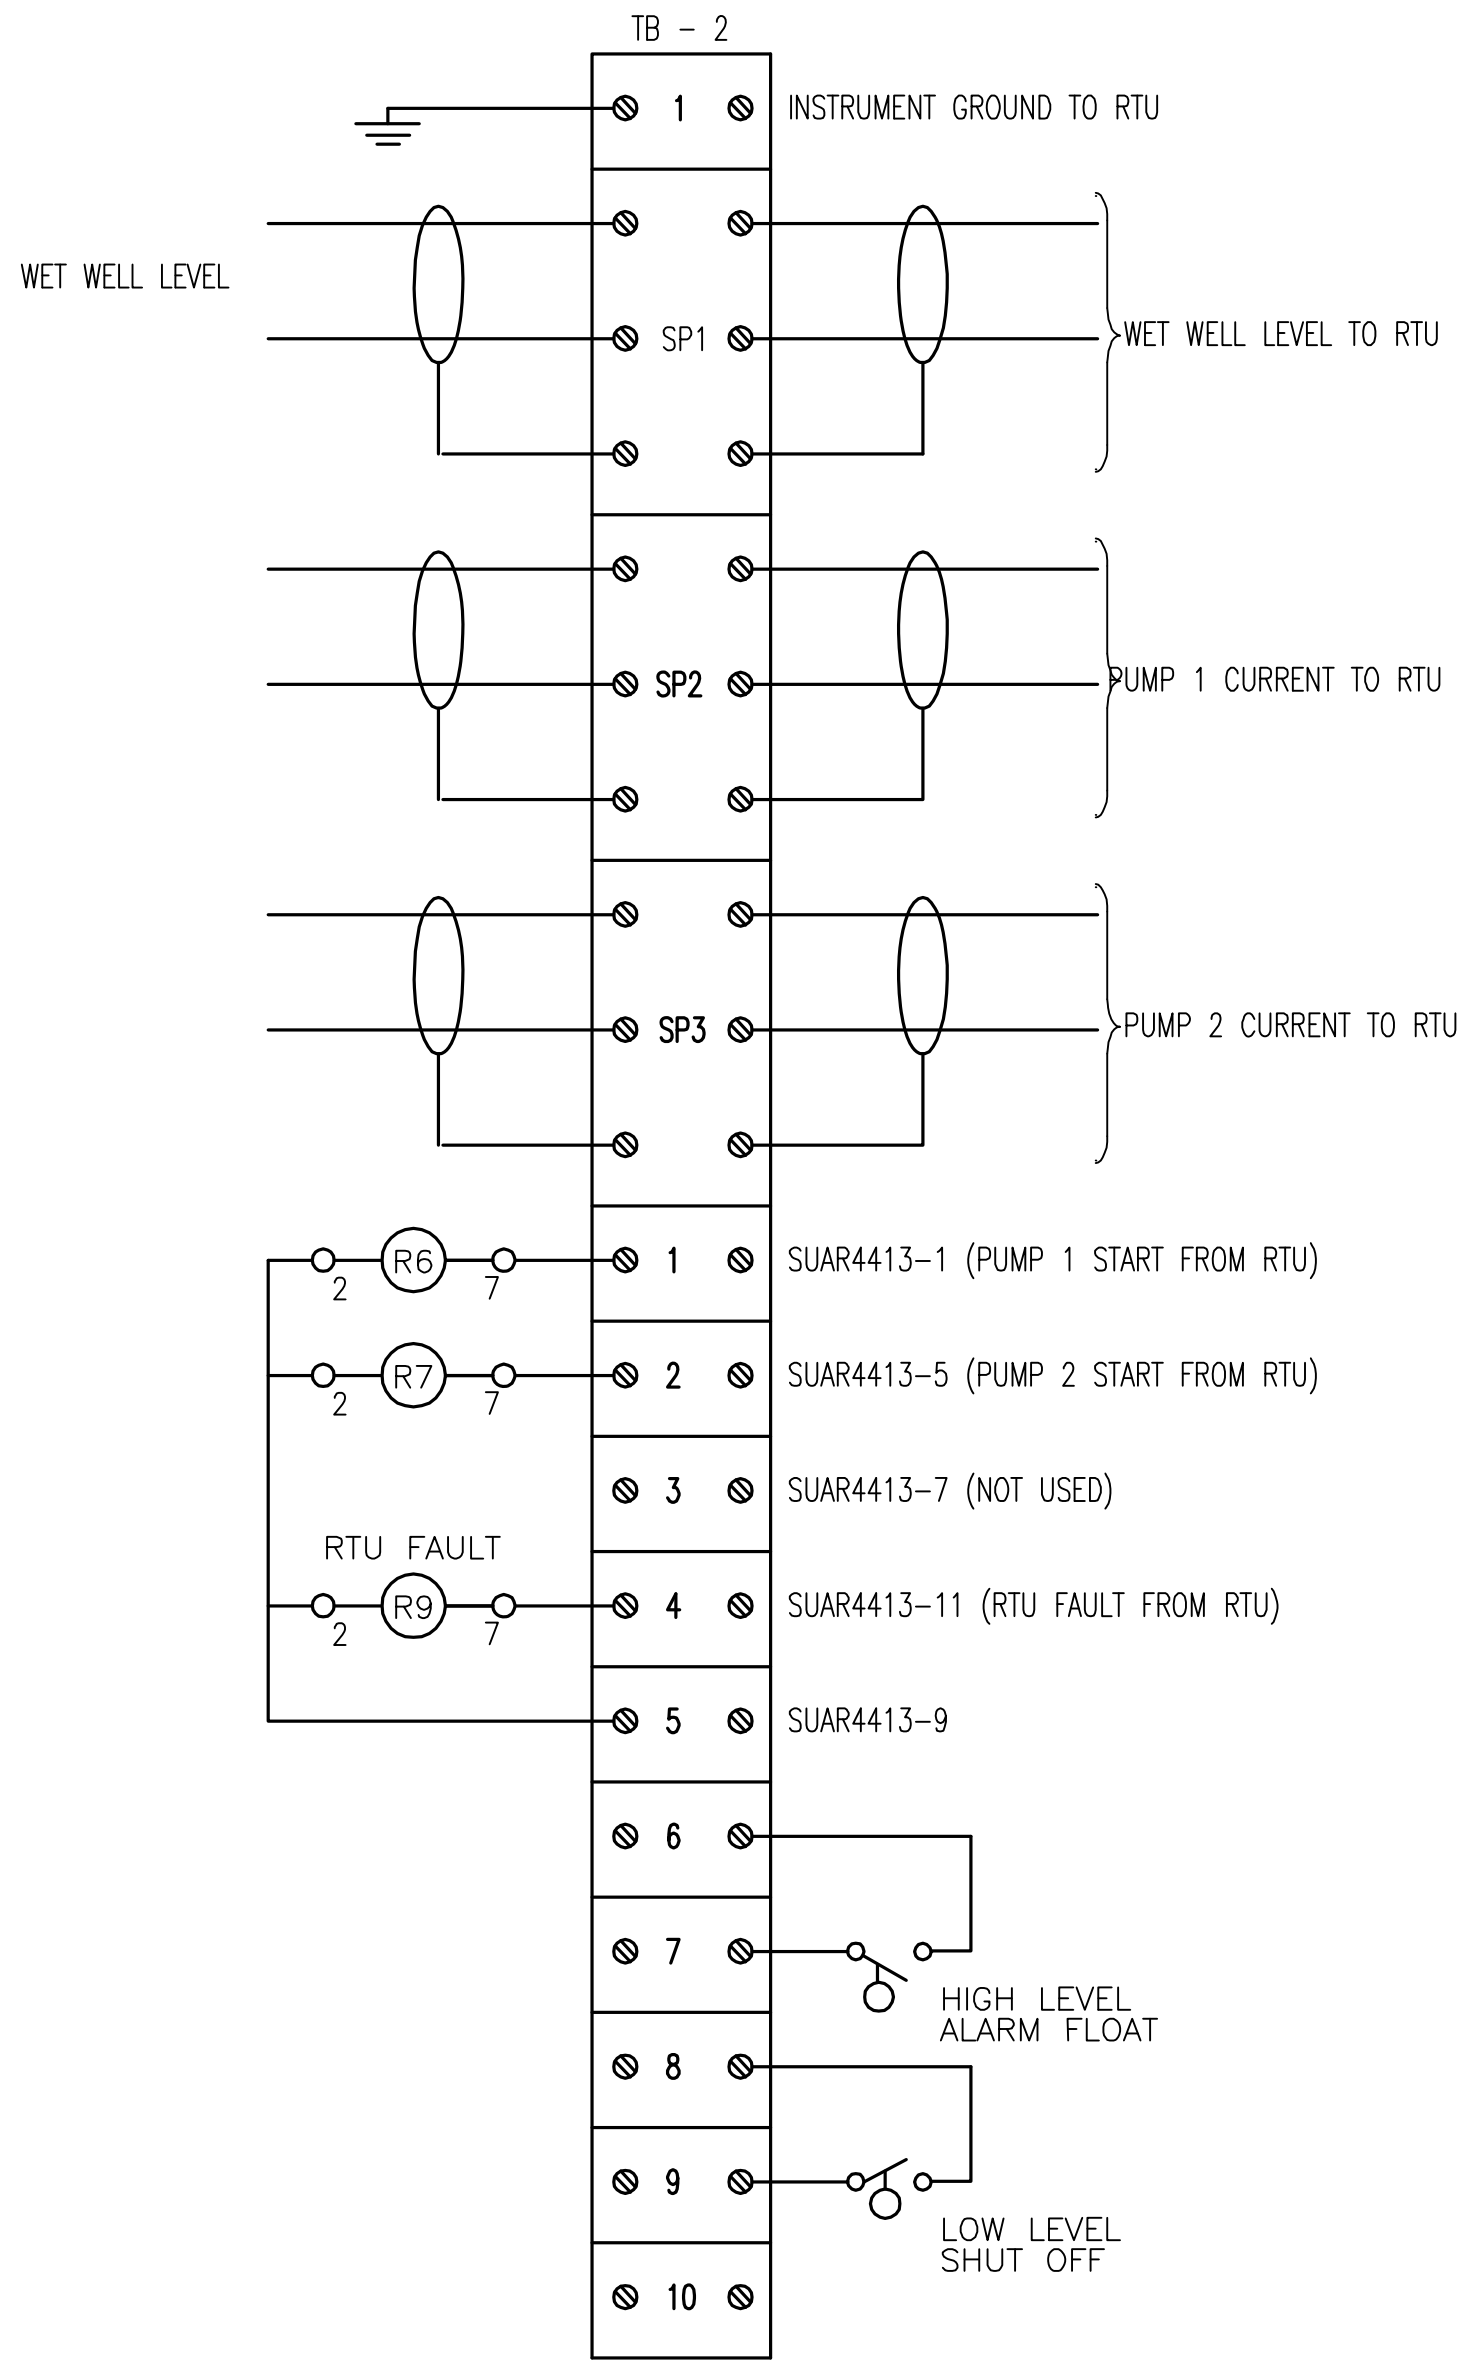 TB - 2
1 INSTRUMENT GROUND TO RTU
WET WELL LEVEL
SP1 WET WELL LEVEL TO RTU
SP2 PUMP 1 CURRENT TO RTU
SP3 PUMP 2 CURRENT TO RTU
R6 1 SUAR4413-1 (PUMP 1 START FROM RTU)
2 7
R7 2 SUAR4413-5 (PUMP 2 START FROM RTU)
2 7
3 SUAR4413-7 (NOT USED)
RTU FAULT
R9 4 SUAR4413-11 (RTU FAULT FROM RTU)
2 7
5 SUAR4413-9
6
7
HIGH LEVEL
ALARM FLOAT
8
9
LOW LEVEL
SHUT OFF
10